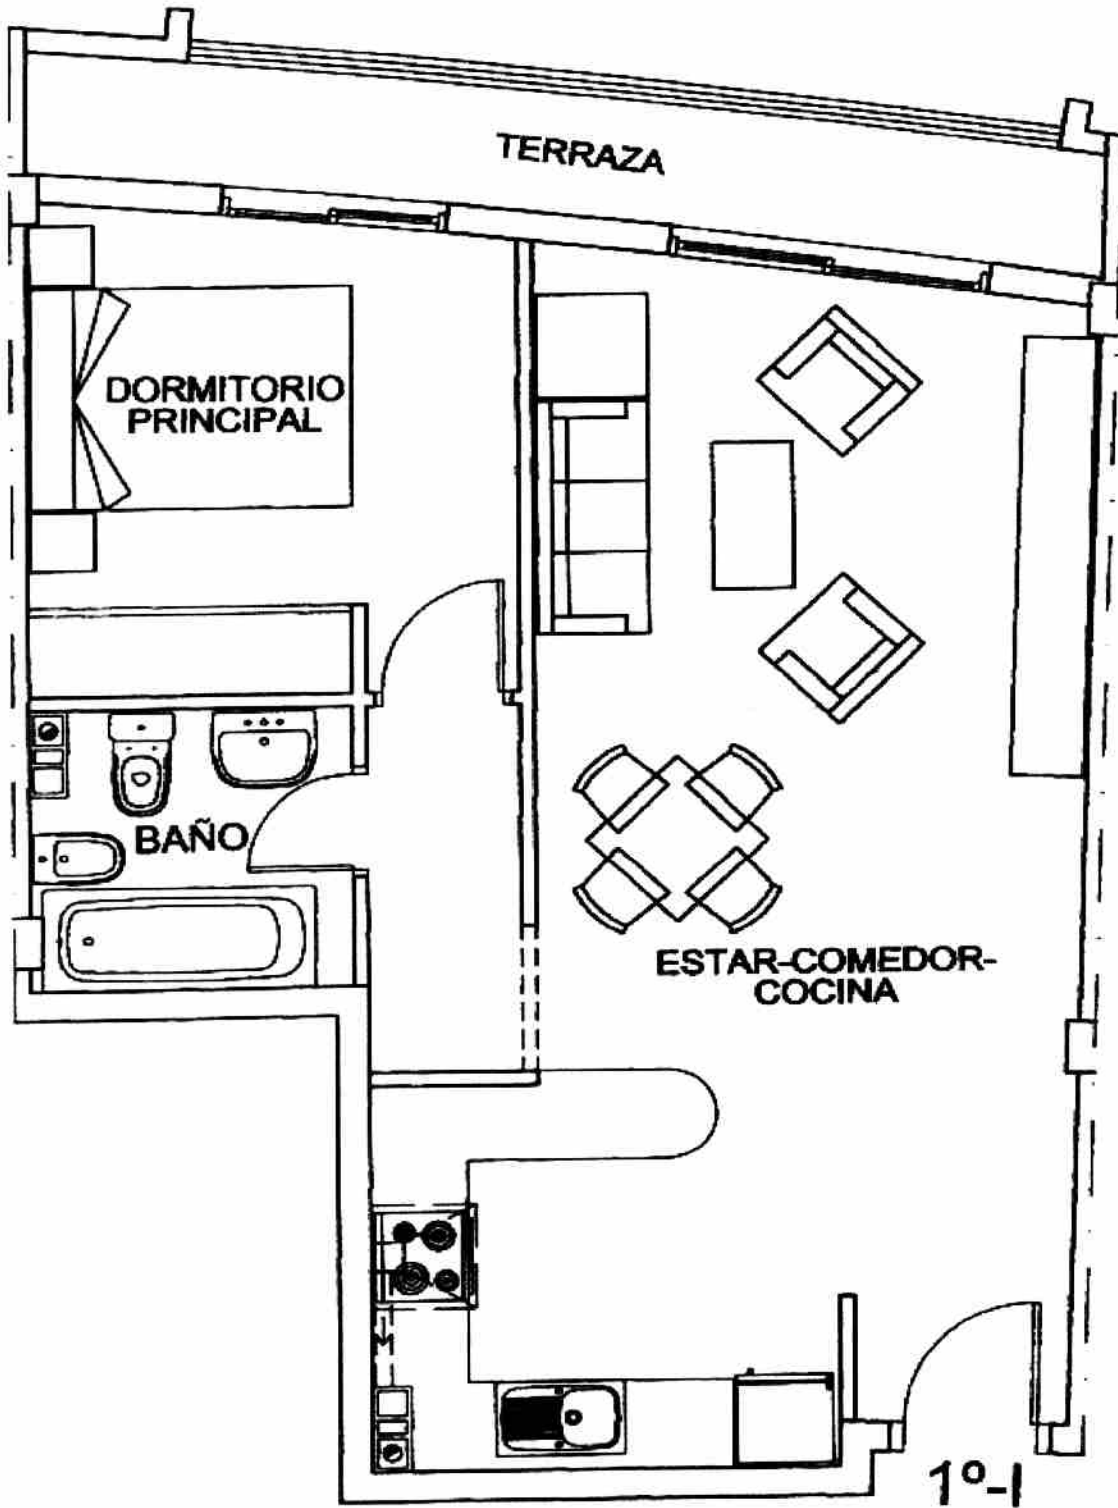 TERRAZA
DORMITORIO
PRINCIPAL
BAÑO
ESTAR-COMEDOR-
COCINA
1º-I